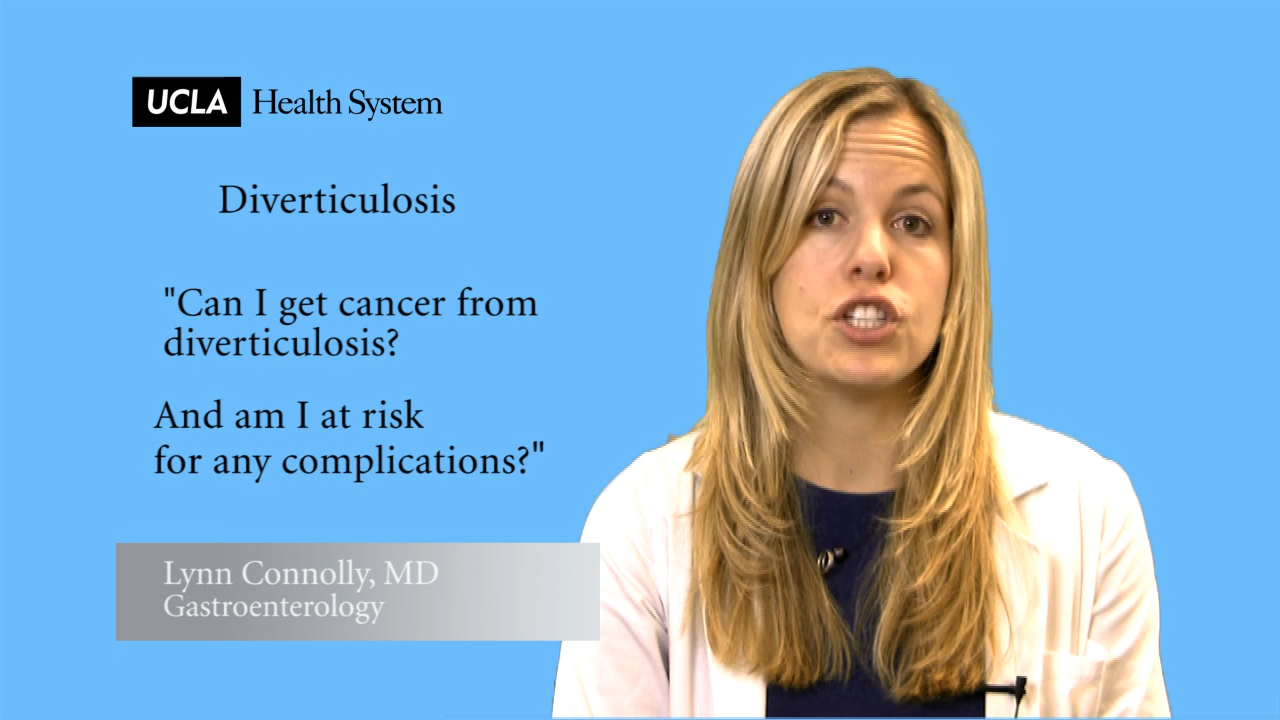 UCLA Health System
Diverticulosis
"Can I get cancer from
diverticulosis?
And am I at risk
for any complications?"
Lynn Connolly, MD
Gastroenterology